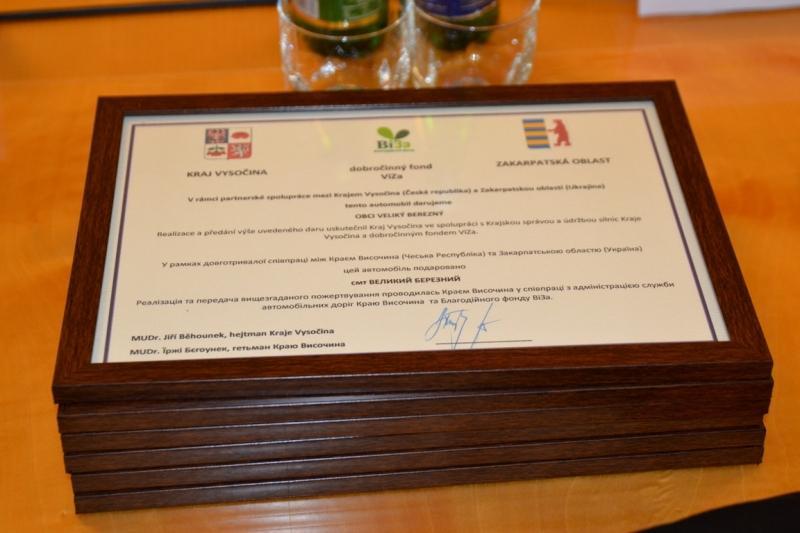 KRAJ VYSOČINA
Bi3a
dobročinný fond
ViZa
ZAKARPATSKÁ OBLAST
V rámci partnerské spolupráce mezi Krajem Vysočina (Česká republika) a Zakarpatskou oblastí (Ukrajina)
tento automobil darujeme
OBCI VELIKÝ BEREZNÝ
Realizace a předání výše uvedeného daru uskutečnil Kraj Vysočina ve spolupráci s Krajskou správou a údržbou silnic Kraje
Vysočina a dobročinným fondem ViZa.
У рамках довготривалої співпраці між Краєм Височина (Чеська Республіка) та Закарпатською областю (Україна)
цей автомобіль подаровано
смт ВЕЛИКИЙ БЕРЕЗНИЙ
Реалізація та передача вищезгаданого пожертвування проводилась Краєм Височина у співпраці з адміністрацією служби
автомобільних доріг Краю Височина та Благодійного фонду Ві3а.
MUDr. Jiří Běhounek, hejtman Kraje Vysočina
MUDr. Їржі Бєгоунек, гетьман Краю Височина